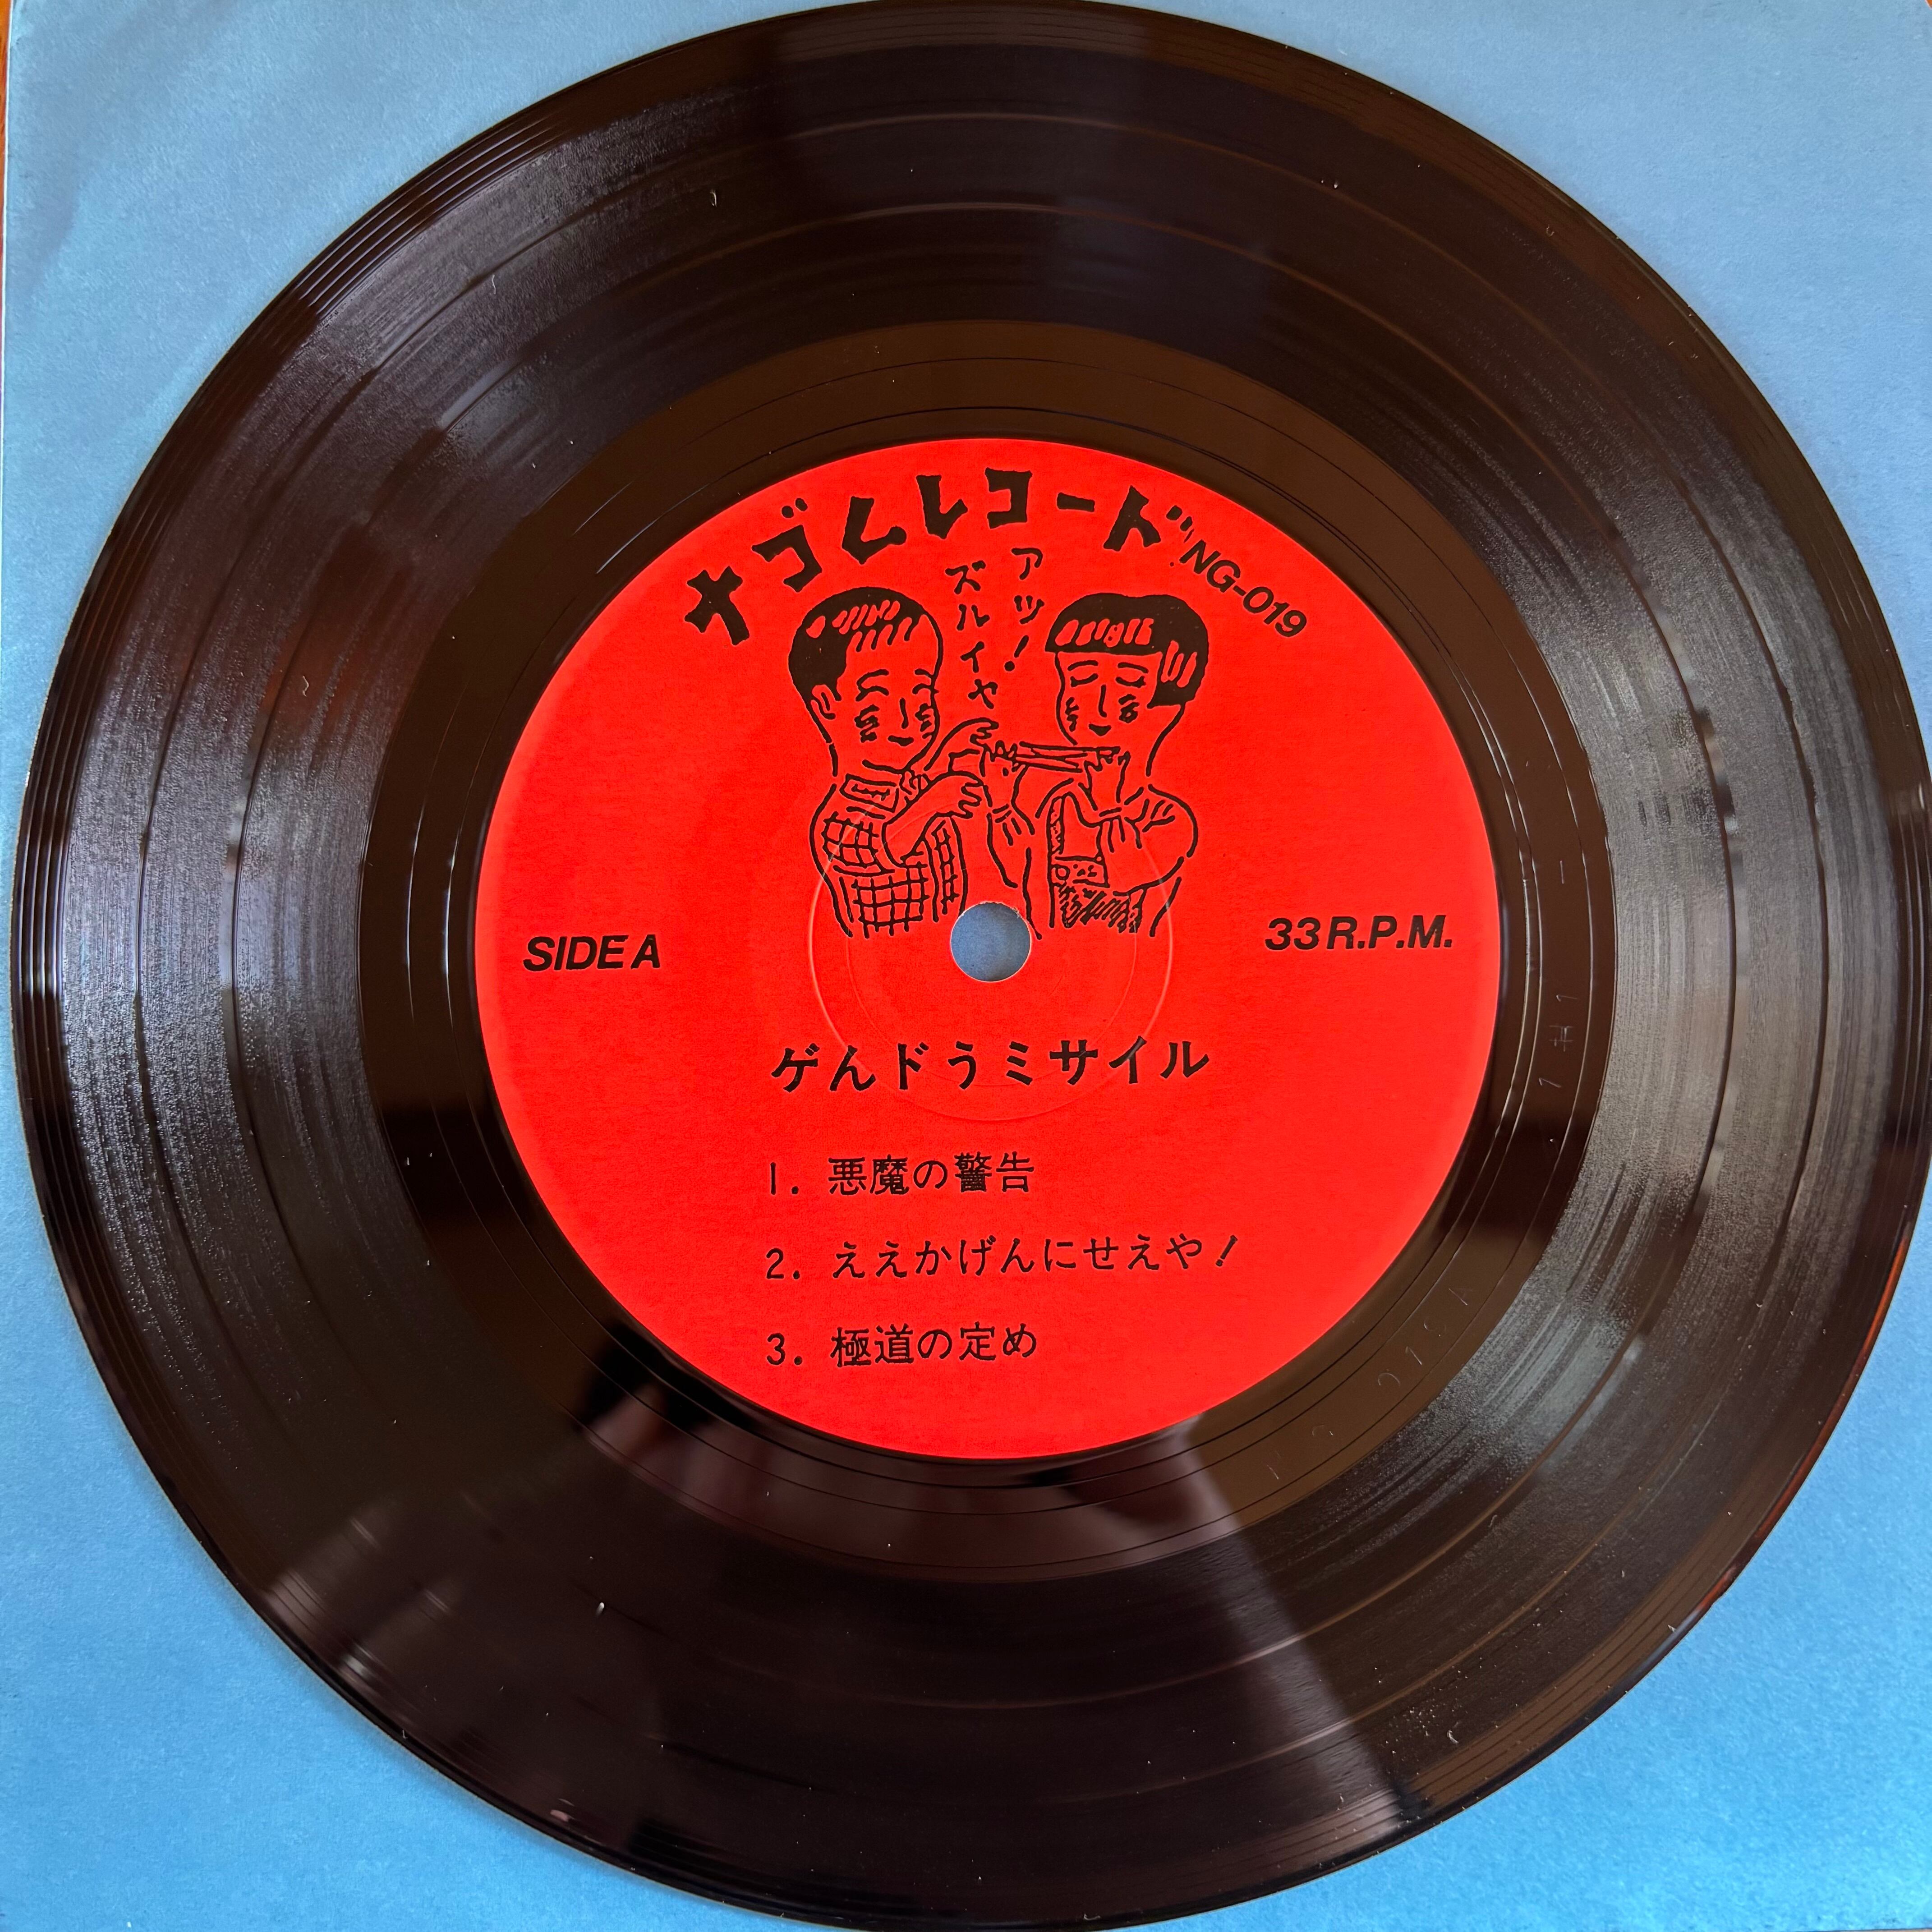 ナゴムレコード
NG-019
アッ!
ズルイヤ
SIDE A
33 R.P.M.
ゲんドうミサイル
1. 悪魔の警告
2. ええかげんにせえや!
3. 極道の定め